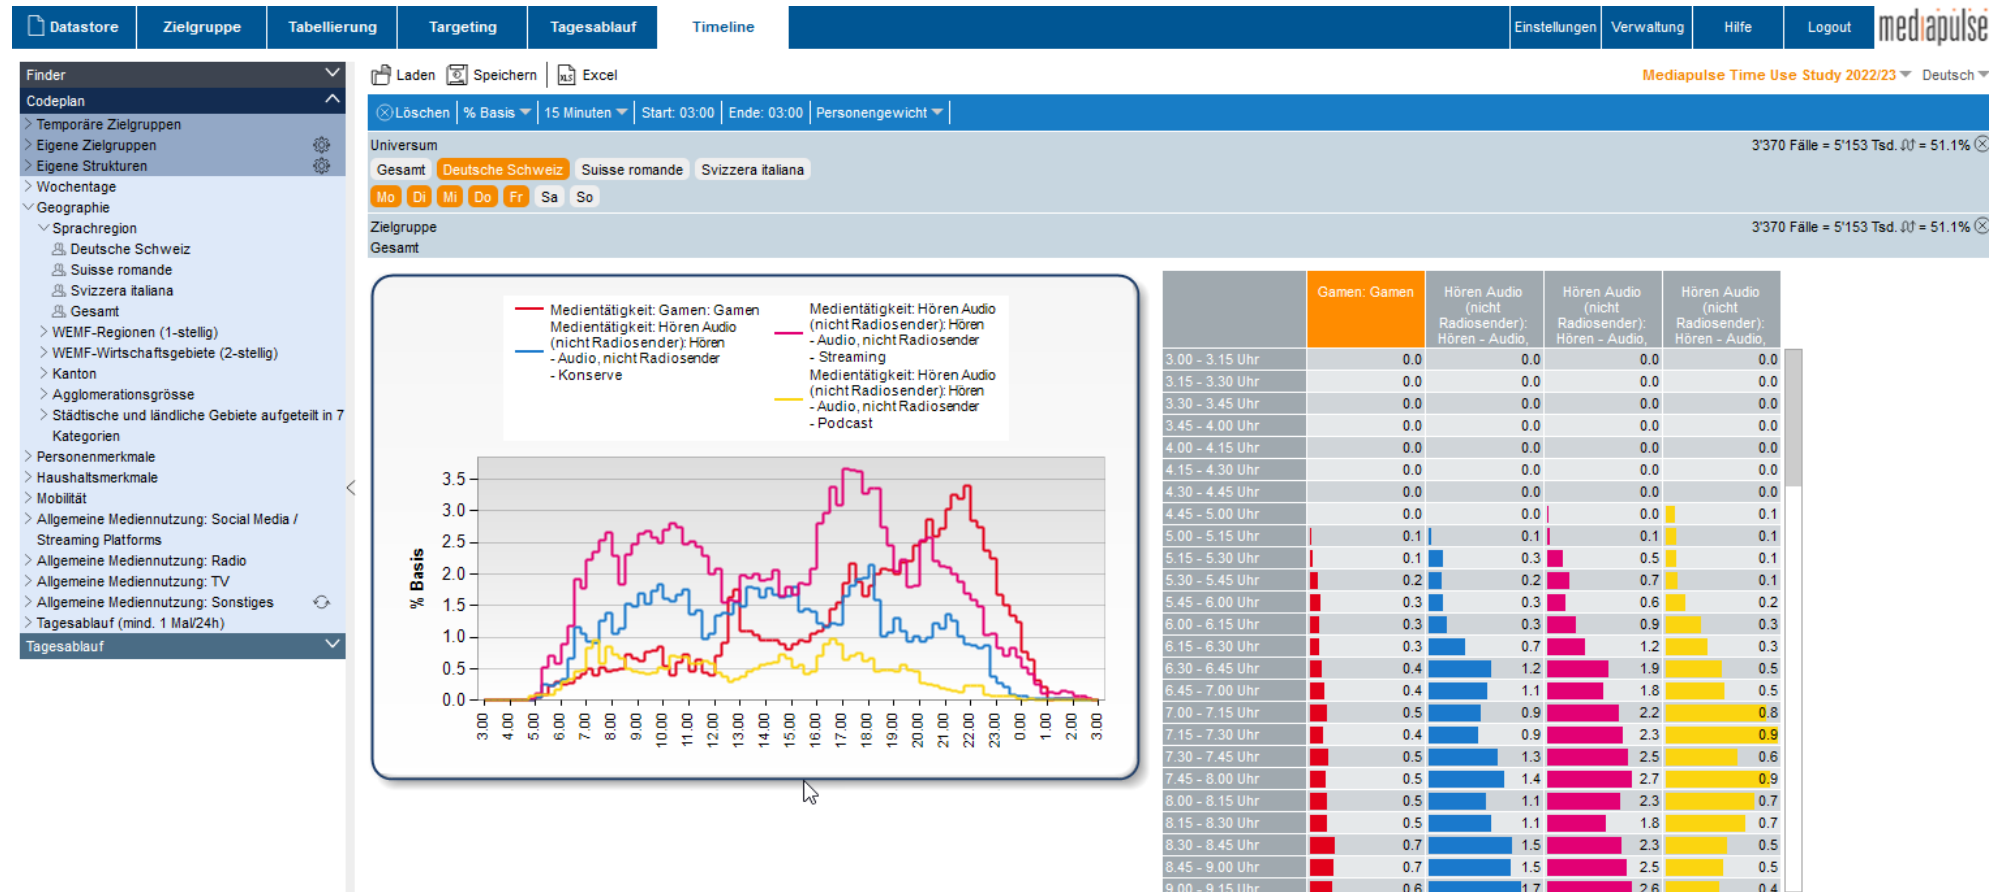 Datastore
Zielgruppe
Tabellierung
Targeting
Tagesablauf
Timeline
Einstellungen
Verwaltung
Hilfe
Logout
mediapulse
Finder
Codeplan
Temporäre Zielgruppen
Eigene Zielgruppen
Eigene Strukturen
Wochentage
Geographie
Sprachregion
Deutsche Schweiz
Suisse romande
Svizzera italiana
Gesamt
WEMF-Regionen (1-stellig)
WEMF-Wirtschaftsgebiete (2-stellig)
Kanton
Agglomerationsgrösse
Städtische und ländliche Gebiete aufgeteilt in 7
Kategorien
Personenmerkmale
Haushaltsmerkmale
Mobilität
Allgemeine Mediennutzung: Social Media /
Streaming Platforms
Allgemeine Mediennutzung: Radio
Allgemeine Mediennutzung: TV
Allgemeine Mediennutzung: Sonstiges
Tagesablauf (mind. 1 Mal/24h)
Tagesablauf
Laden Speichern XLS Excel
Mediapulse Time Use Study 2022/23 Deutsch
Löschen % Basis 15 Minuten Start: 03:00 Ende: 03:00 Personengewicht
Universum
3'370 Fälle = 5'153 Tsd. = 51.1%
Gesamt Deutsche Schweiz Suisse romande Svizzera italiana
Mo Di Mi Do Fr Sa So
Zielgruppe
3'370 Fälle = 5'153 Tsd. = 51.1%
Gesamt
Medientätigkeit: Gamen: Gamen
Medientätigkeit: Hören Audio
(nicht Radiosender): Hören
- Audio, nicht Radiosender
- Konserve
Medientätigkeit: Hören Audio
(nicht Radiosender): Hören
- Audio, nicht Radiosender
- Streaming
Medientätigkeit: Hören Audio
(nicht Radiosender): Hören
- Audio, nicht Radiosender
- Podcast
% Basis
3.5
3.0
2.5
2.0
1.5
1.0
0.5
0.0
3.00 4.00 5.00 6.00 7.00 8.00 9.00 10.00 11.00 12.00 13.00 14.00 15.00 16.00 17.00 18.00 19.00 20.00 21.00 22.00 23.00 0.00 1.00 2.00 3.00
Gamen: Gamen
Hören Audio
(nicht
Radiosender):
Hören - Audio,
Hören Audio
(nicht
Radiosender):
Hören - Audio,
Hören Audio
(nicht
Radiosender):
Hören - Audio,
3.00 - 3.15 Uhr 0.0 0.0 0.0 0.0
3.15 - 3.30 Uhr 0.0 0.0 0.0 0.0
3.30 - 3.45 Uhr 0.0 0.0 0.0 0.0
3.45 - 4.00 Uhr 0.0 0.0 0.0 0.0
4.00 - 4.15 Uhr 0.0 0.0 0.0 0.0
4.15 - 4.30 Uhr 0.0 0.0 0.0 0.0
4.30 - 4.45 Uhr 0.0 0.0 0.0 0.0
4.45 - 5.00 Uhr 0.0 0.0 0.0 0.1
5.00 - 5.15 Uhr 0.1 0.1 0.1 0.1
5.15 - 5.30 Uhr 0.1 0.3 0.5 0.1
5.30 - 5.45 Uhr 0.2 0.2 0.7 0.1
5.45 - 6.00 Uhr 0.3 0.3 0.6 0.2
6.00 - 6.15 Uhr 0.3 0.3 0.9 0.3
6.15 - 6.30 Uhr 0.3 0.7 1.2 0.3
6.30 - 6.45 Uhr 0.4 1.2 1.9 0.5
6.45 - 7.00 Uhr 0.4 1.1 1.8 0.5
7.00 - 7.15 Uhr 0.5 0.9 2.2 0.8
7.15 - 7.30 Uhr 0.4 0.9 2.3 0.9
7.30 - 7.45 Uhr 0.5 1.3 2.5 0.6
7.45 - 8.00 Uhr 0.5 1.4 2.7 0.9
8.00 - 8.15 Uhr 0.5 1.1 2.3 0.7
8.15 - 8.30 Uhr 0.5 1.1 1.8 0.7
8.30 - 8.45 Uhr 0.7 1.5 2.3 0.5
8.45 - 9.00 Uhr 0.7 1.5 2.5 0.5
9.00 - 9.15 Uhr 0.6 1.7 2.6 0.4